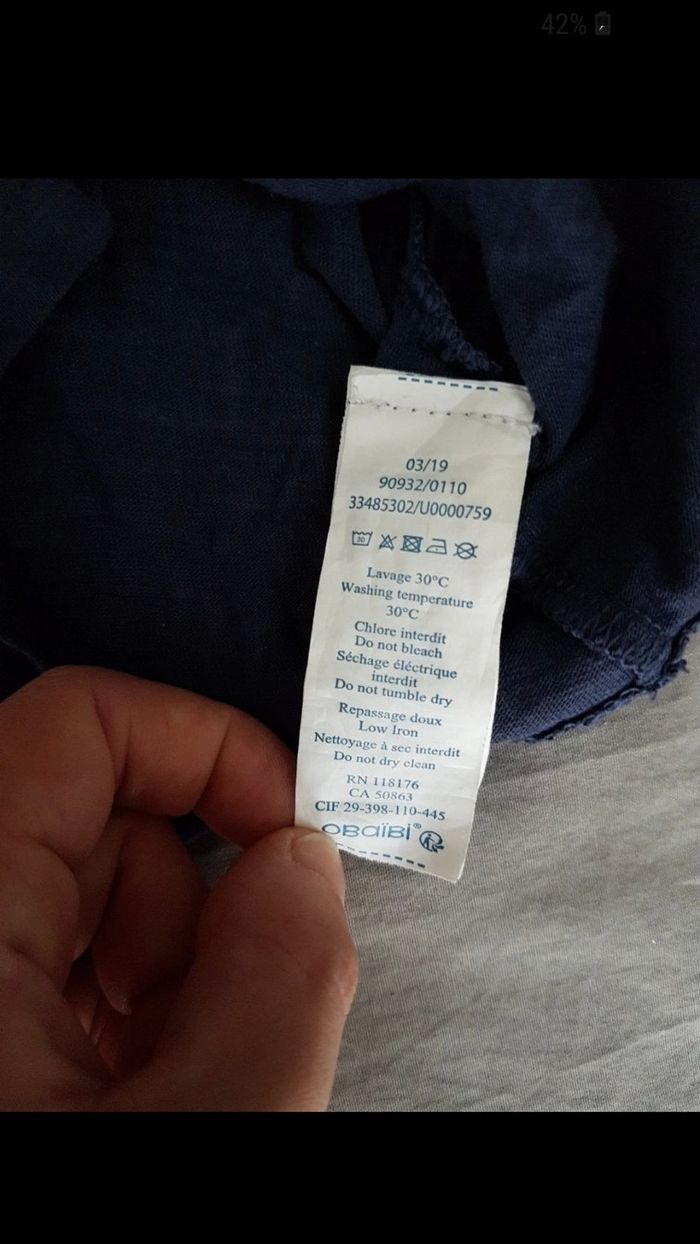 42%
03/19
90932/0110
33485302/U0000759
30
Lavage 30°C
Washing temperature
30°C
Chlore interdit
Do not bleach
Séchage éléctrique
interdit
Do not tumble dry
Repassage doux
Low Iron
Nettoyage à sec interdit
Do not dry clean
RN 118176
CA 50863
CIF 29-398-110-445
OBaïBi®